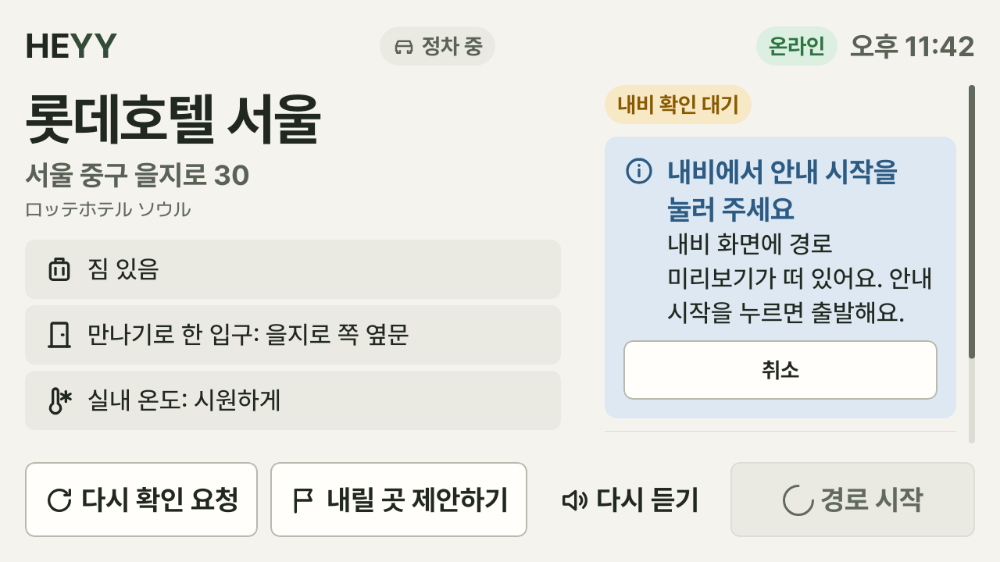 HEYY
정차 중
온라인
오후 11:42
롯데호텔 서울
서울 중구 을지로 30
ロッテホテル ソウル
짐 있음
만나기로 한 입구: 을지로 쪽 옆문
실내 온도: 시원하게
내비 확인 대기
내비에서 안내 시작을
눌러 주세요
내비 화면에 경로
미리보기가 떠 있어요. 안내
시작을 누르면 출발해요.
취소
다시 확인 요청
내릴 곳 제안하기
다시 듣기
경로 시작